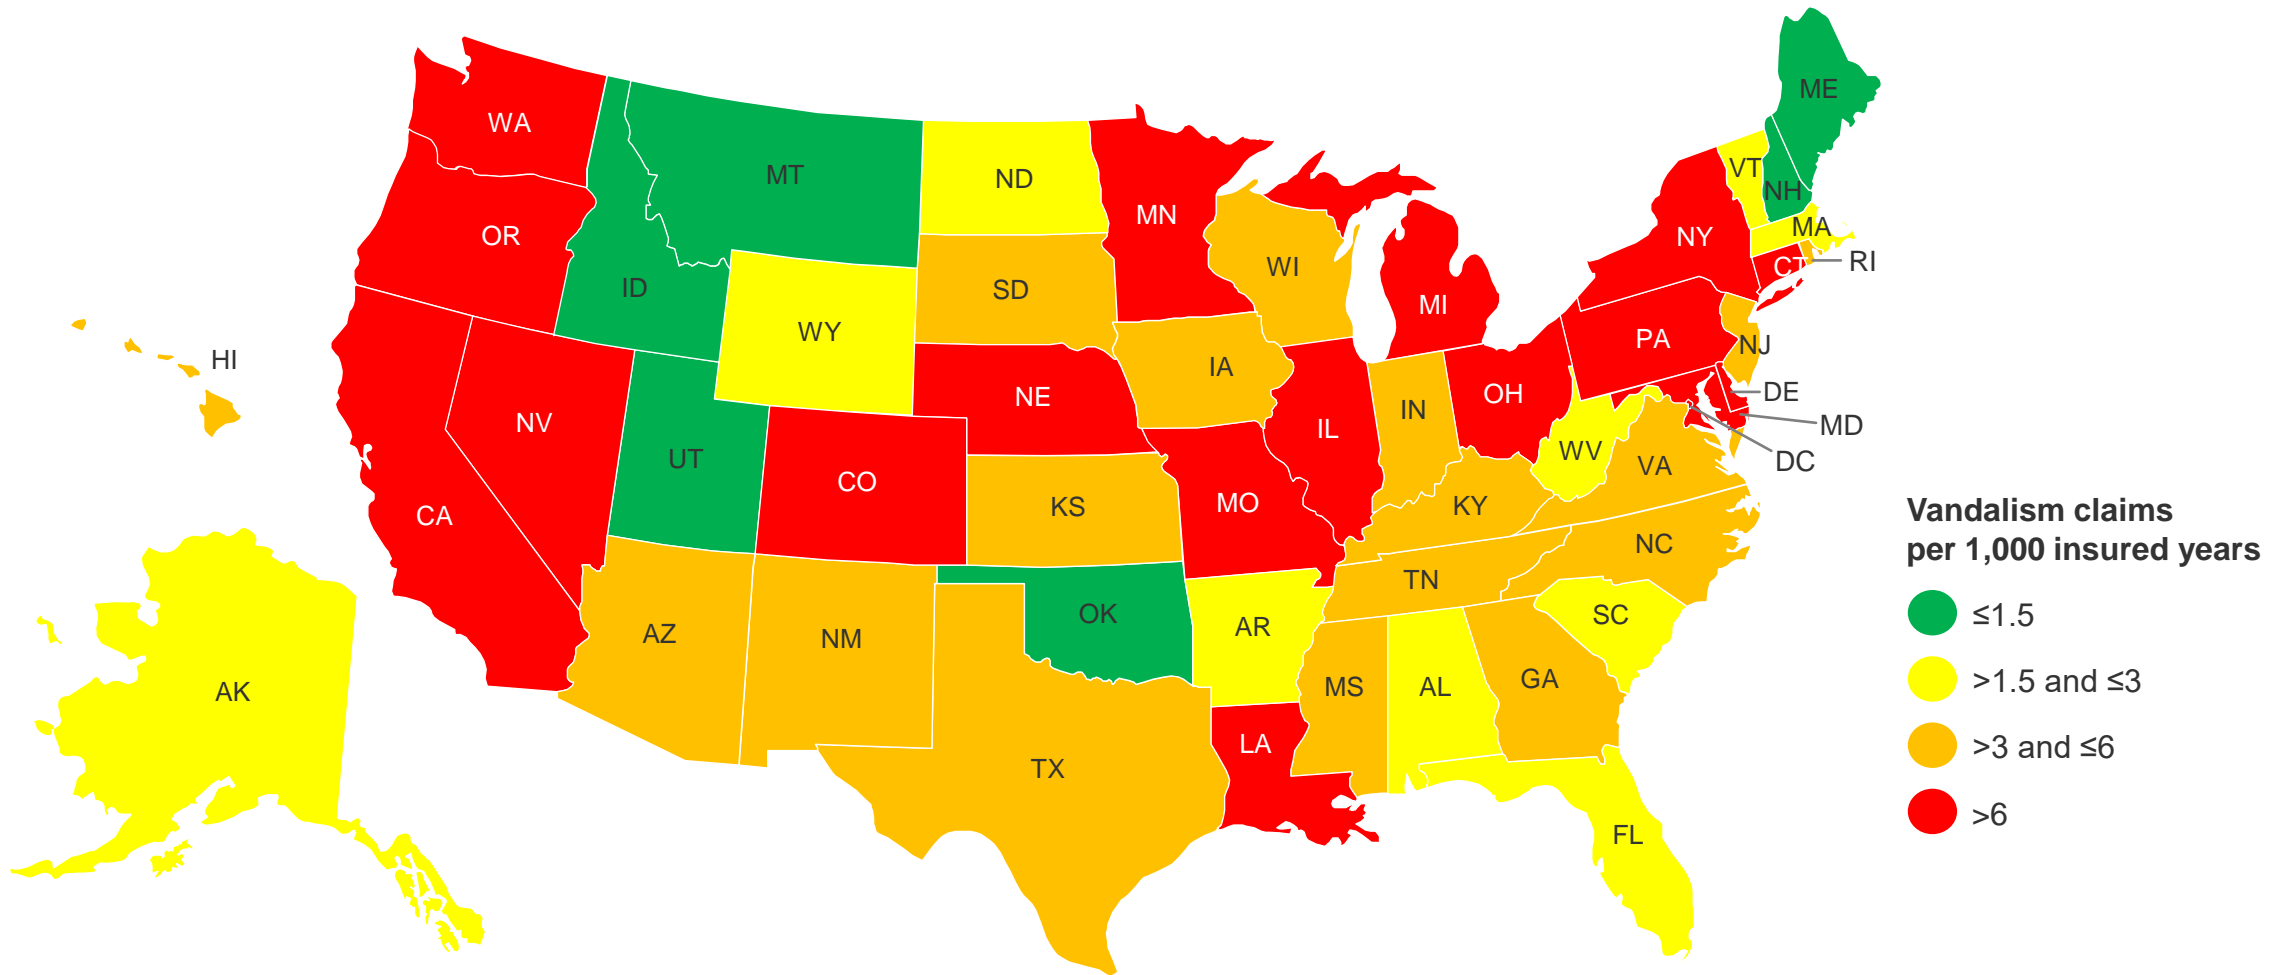 ME
WA
MT
VT
ND
NH
MN
MA
OR
NY
RI
WI
CT
ID
SD
MI
WY
PA
NJ
HI
IA
DE
NE
OH
IN
NV
MD
IL
WV
UT
DC
VA
CO
MO
KY
KS
CA
NC
TN
OK
SC
AR
AZ
NM
GA
MS
AL
AK
LA
TX
FL
Vandalism claims
per 1,000 insured years
≤1.5
>1.5 and ≤3
>3 and ≤6
>6